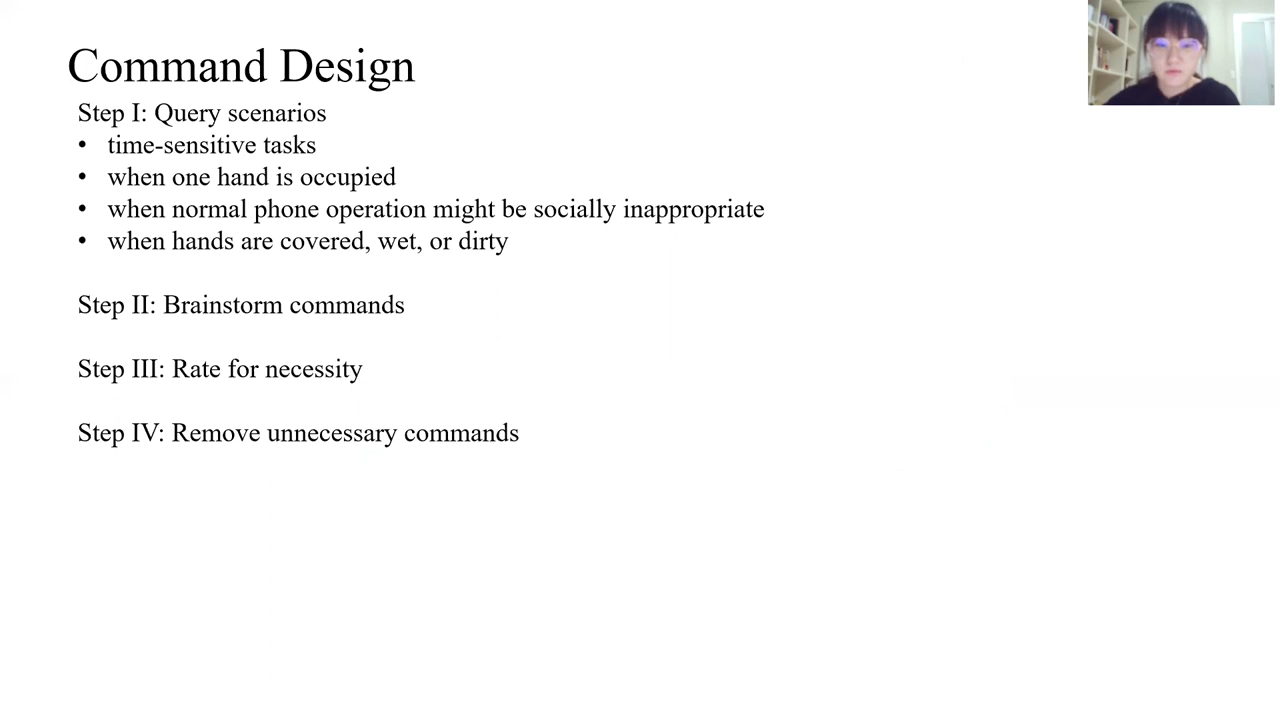 Command Design
Step I: Query scenarios
• time-sensitive tasks
• when one hand is occupied
• when normal phone operation might be socially inappropriate
• when hands are covered, wet, or dirty
Step II: Brainstorm commands
Step III: Rate for necessity
Step IV: Remove unnecessary commands